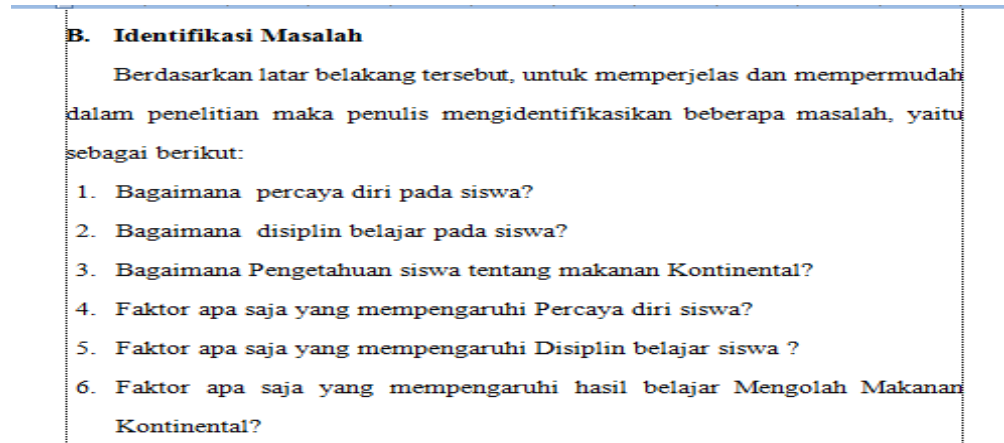 B. Identifikasi Masalah
Berdasarkan latar belakang tersebut, untuk memperjelas dan mempermudah
dalam penelitian maka penulis mengidentifikasikan beberapa masalah, yaitu
sebagai berikut:
1. Bagaimana percaya diri pada siswa?
2. Bagaimana disiplin belajar pada siswa?
3. Bagaimana Pengetahuan siswa tentang makanan Kontinental?
4. Faktor apa saja yang mempengaruhi Percaya diri siswa?
5. Faktor apa saja yang mempengaruhi Disiplin belajar siswa ?
6. Faktor apa saja yang mempengaruhi hasil belajar Mengolah Makanan
Kontinental?